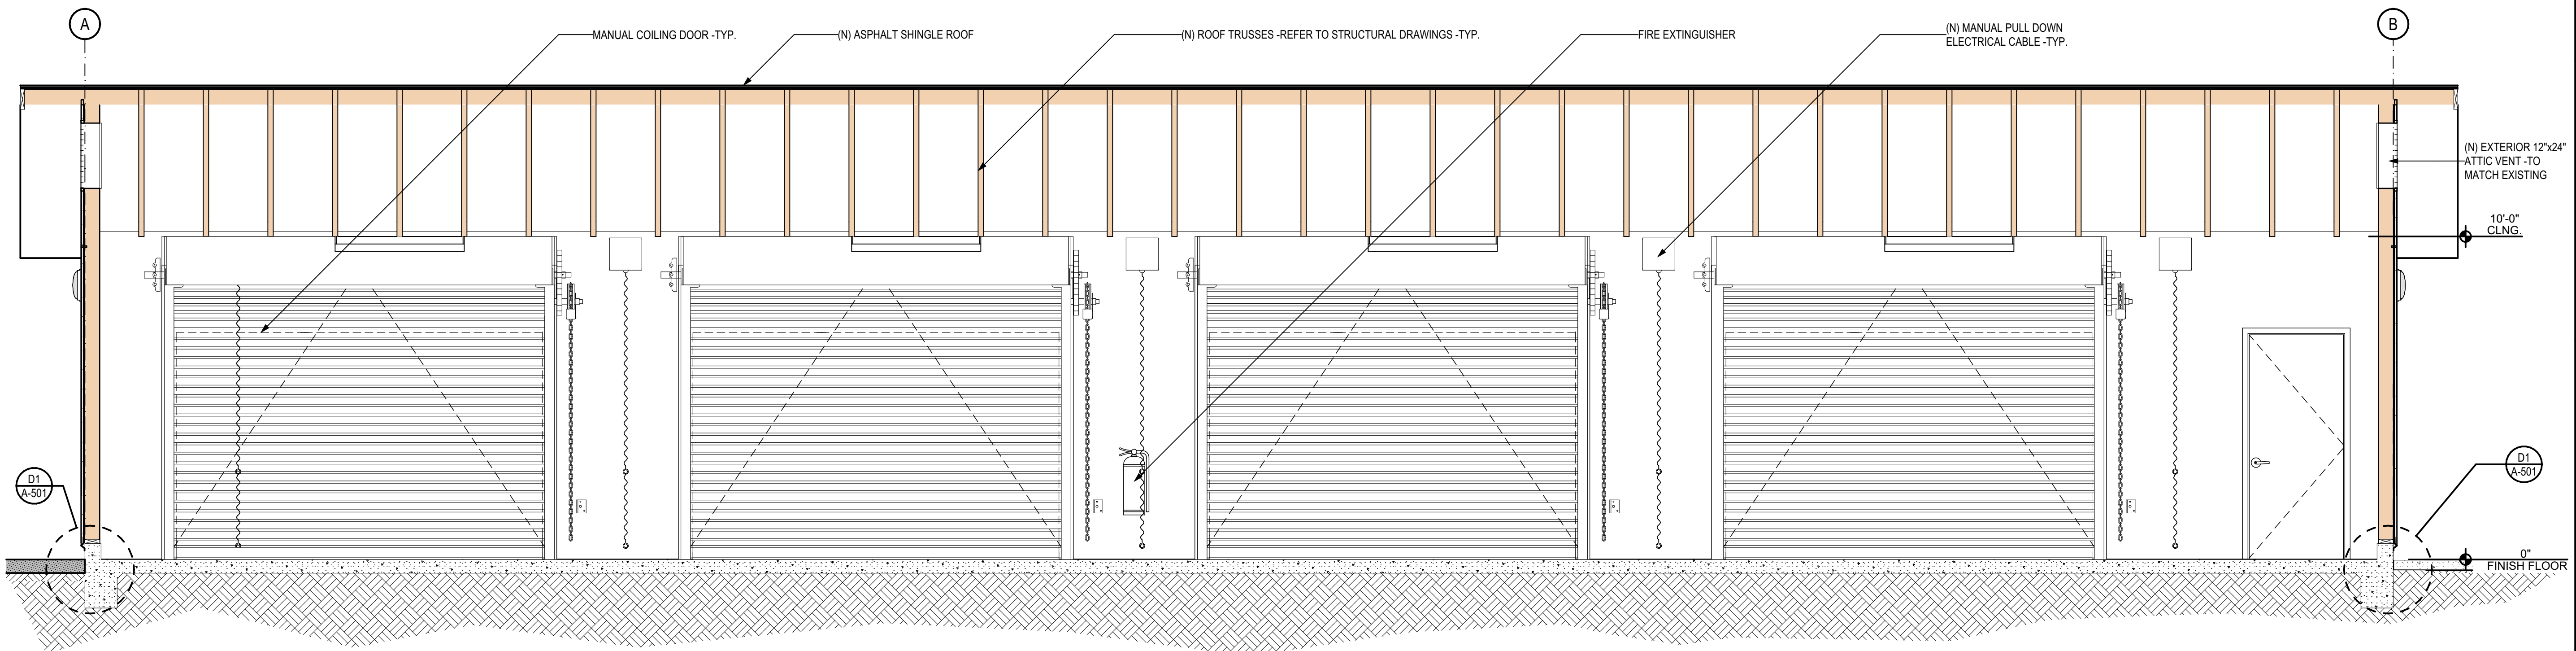 A
B
MANUAL COILING DOOR -TYP.
(N) ASPHALT SHINGLE ROOF
(N) ROOF TRUSSES -REFER TO STRUCTURAL DRAWINGS -TYP.
FIRE EXTINGUISHER
(N) MANUAL PULL DOWN
ELECTRICAL CABLE -TYP.
(N) EXTERIOR 12"x24"
ATTIC VENT -TO
MATCH EXISTING
10'-0"
CLNG.
D1
A-501
D1
A-501
0"
FINISH FLOOR